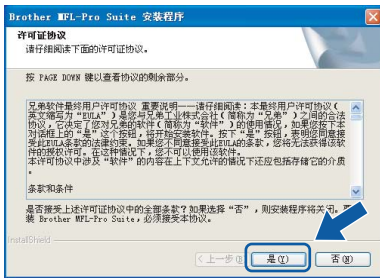 Brother MFL-Pro Suite 安装程序
许可证协议
请仔细阅读下面的许可证协议。
按 PAGE DOWN 键以查看协议的剩余部分。
兄弟软件最终用户许可协议 重要说明——请仔细阅读：本最终用户许可协议（
英文缩写为“EULA”）是您与兄弟工业株式会社（简称为“兄弟”）之间的合法
协议，它决定了您对兄弟的软件（简称为“软件”）的使用情况，如果您按下本
对话框上的“是”这个按钮，将开始安装软件。按下“是”按钮，表明您同意接
受此EULA条款的法律约束。如果您不同意接受此EULA的条款，您将无法获得该软
件的授权许可。在这种情况下，您不可以使用该软件。
本许可协议中涉及“软件”的内容在上下文允许的情况下还应包括存储它的介质
。
条款和条件
是否接受上述许可证协议中的全部条款？如果选择“否”，则安装程序将关闭。要
装 Brother MFL-Pro Suite，必须接受本协议。
InstallShield
<上一步(B)
是(Y)
否(N)